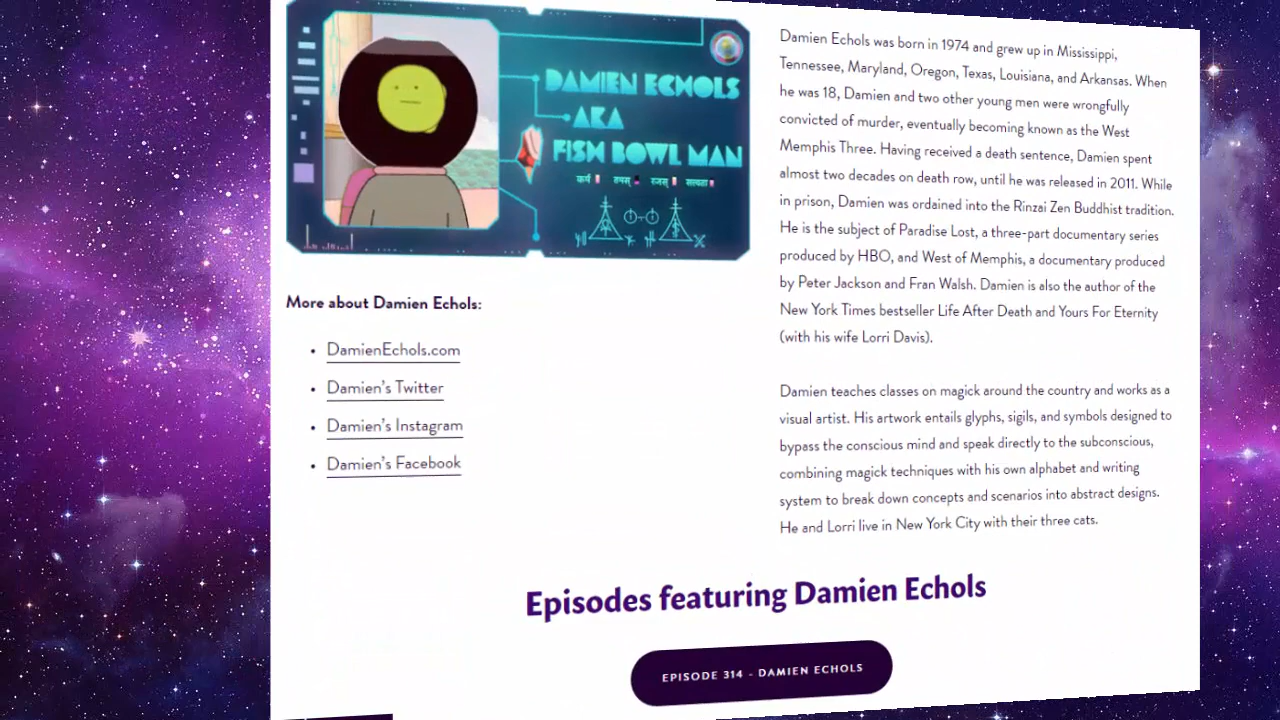 DAMIEN ECHOLS
AKA
FISH BOWL MAN
Damien Echols was born in 1974 and grew up in Mississippi,
Tennessee, Maryland, Oregon, Texas, Louisiana, and Arkansas. When
he was 18, Damien and two other young men were wrongfully
convicted of murder, eventually becoming known as the West
Memphis Three. Having received a death sentence, Damien spent
almost two decades on death row, until he was released in 2011. While
in prison, Damien was ordained into the Rinzai Zen Buddhist tradition.
He is the subject of Paradise Lost, a three-part documentary series
produced by HBO, and West of Memphis, a documentary produced
by Peter Jackson and Fran Walsh. Damien is also the author of the
New York Times bestseller Life After Death and Yours For Eternity
(with his wife Lorri Davis).
Damien teaches classes on magick around the country and works as a
visual artist. His artwork entails glyphs, sigils, and symbols designed to
bypass the conscious mind and speak directly to the subconscious,
combining magick techniques with his own alphabet and writing
system to break down concepts and scenarios into abstract designs.
He and Lorri live in New York City with their three cats.
More about Damien Echols:
• DamienEchols.com
• Damien's Twitter
• Damien's Instagram
• Damien's Facebook
Episodes featuring Damien Echols
EPISODE 314 - DAMIEN ECHOLS